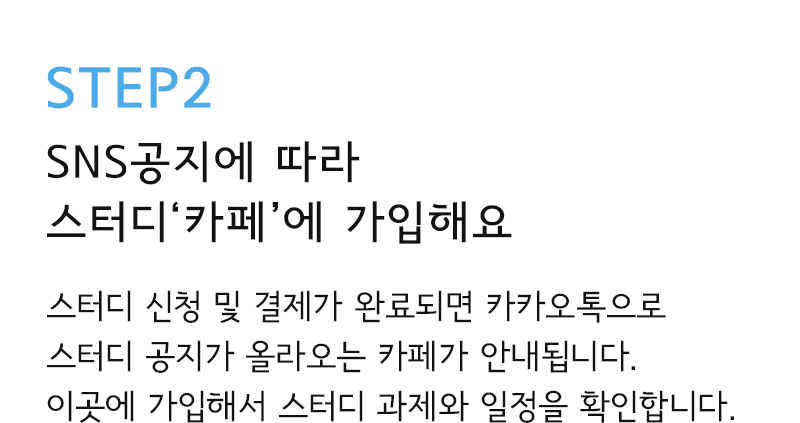 STEP2
SNS공지에 따라
스터디‘카페’에 가입해요
스터디 신청 및 결제가 완료되면 카카오톡으로
스터디 공지가 올라오는 카페가 안내됩니다.
이곳에 가입해서 스터디 과제와 일정을 확인합니다.